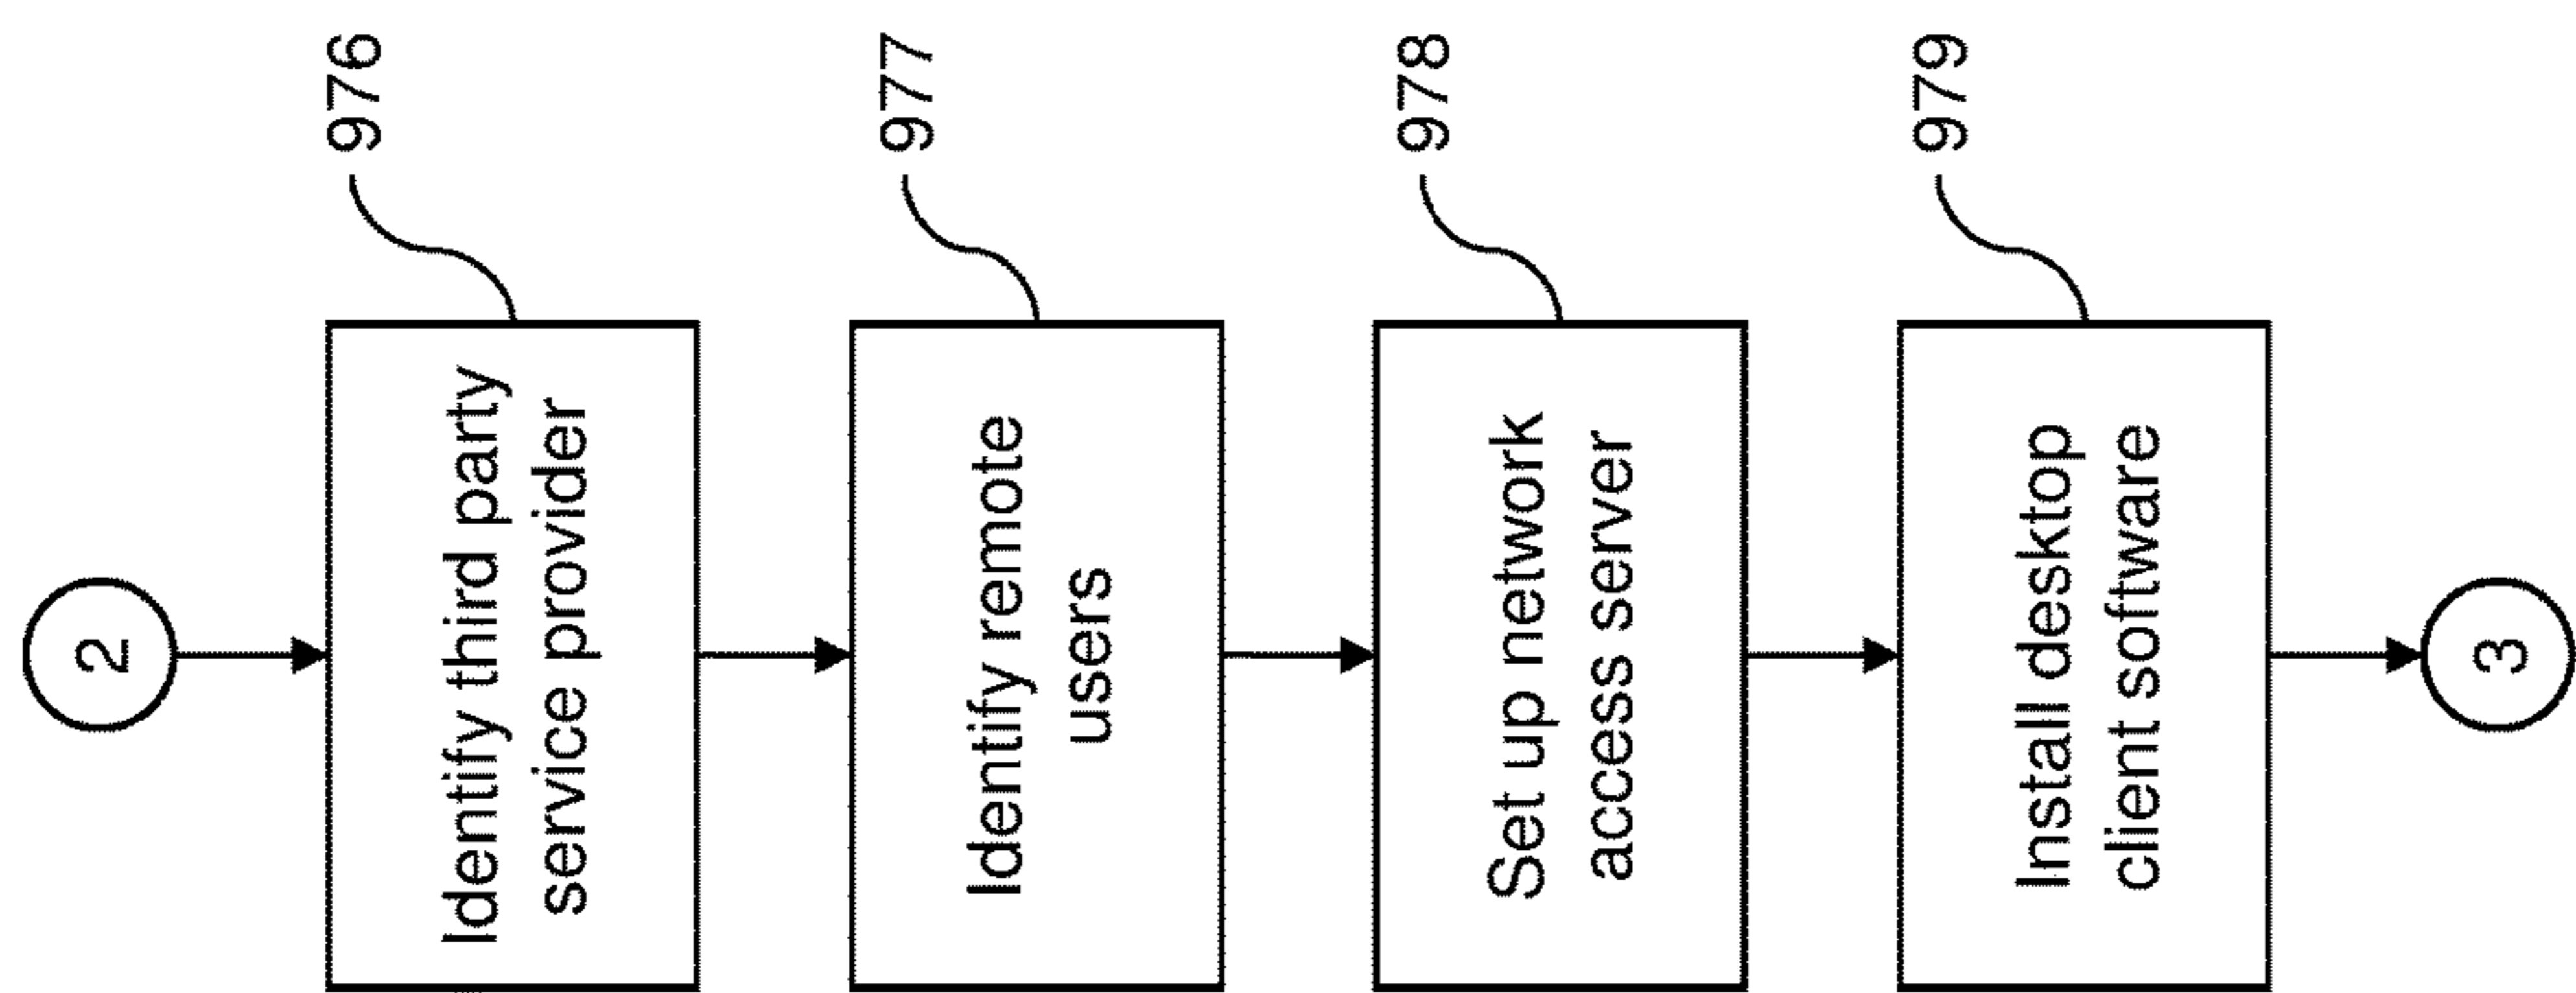 2
Identify third party
service provider
976
Identify remote
users
977
Set up network
access server
978
Install desktop
client software
979
3